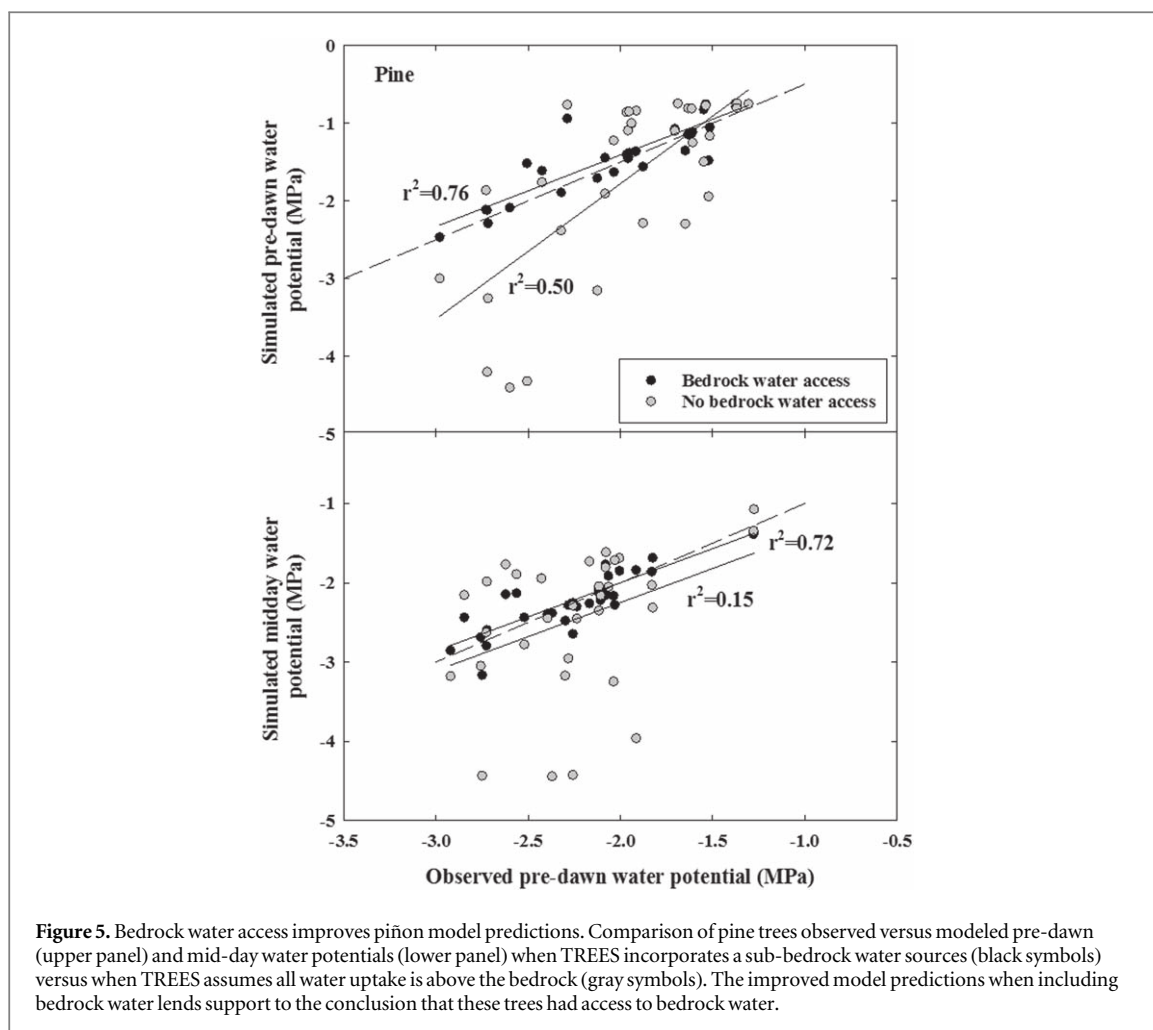 0
Pine
-1
r²=0.76
-2
-3
r²=0.50
-4
Simulated pre-dawn water
potential (MPa)
Bedrock water access
No bedrock water access
-5
-1
r²=0.72
-2
r²=0.15
-3
-4
-5
Simulated midday water
potential (MPa)
-3.5 -3.0 -2.5 -2.0 -1.5 -1.0 -0.5
Observed pre-dawn water potential (MPa)
Figure 5. Bedrock water access improves piñon model predictions. Comparison of pine trees observed versus modeled pre-dawn
(upper panel) and mid-day water potentials (lower panel) when TREES incorporates a sub-bedrock water sources (black symbols)
versus when TREES assumes all water uptake is above the bedrock (gray symbols). The improved model predictions when including
bedrock water lends support to the conclusion that these trees had access to bedrock water.